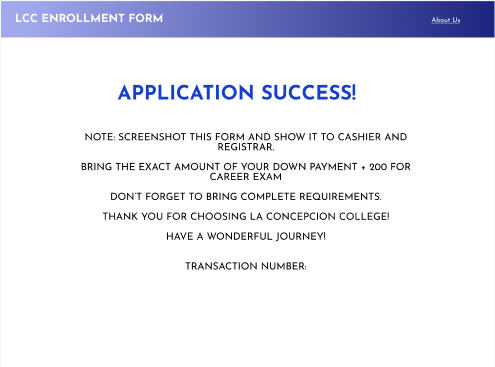 LCC ENROLLMENT FORM
About Us
APPLICATION SUCCESS!
NOTE: SCREENSHOT THIS FORM AND SHOW IT TO CASHIER AND
REGISTRAR.
BRING THE EXACT AMOUNT OF YOUR DOWN PAYMENT + 200 FOR
CAREER EXAM
DON'T FORGET TO BRING COMPLETE REQUIREMENTS.
THANK YOU FOR CHOOSING LA CONCEPCION COLLEGE!
HAVE A WONDERFUL JOURNEY!
TRANSACTION NUMBER: